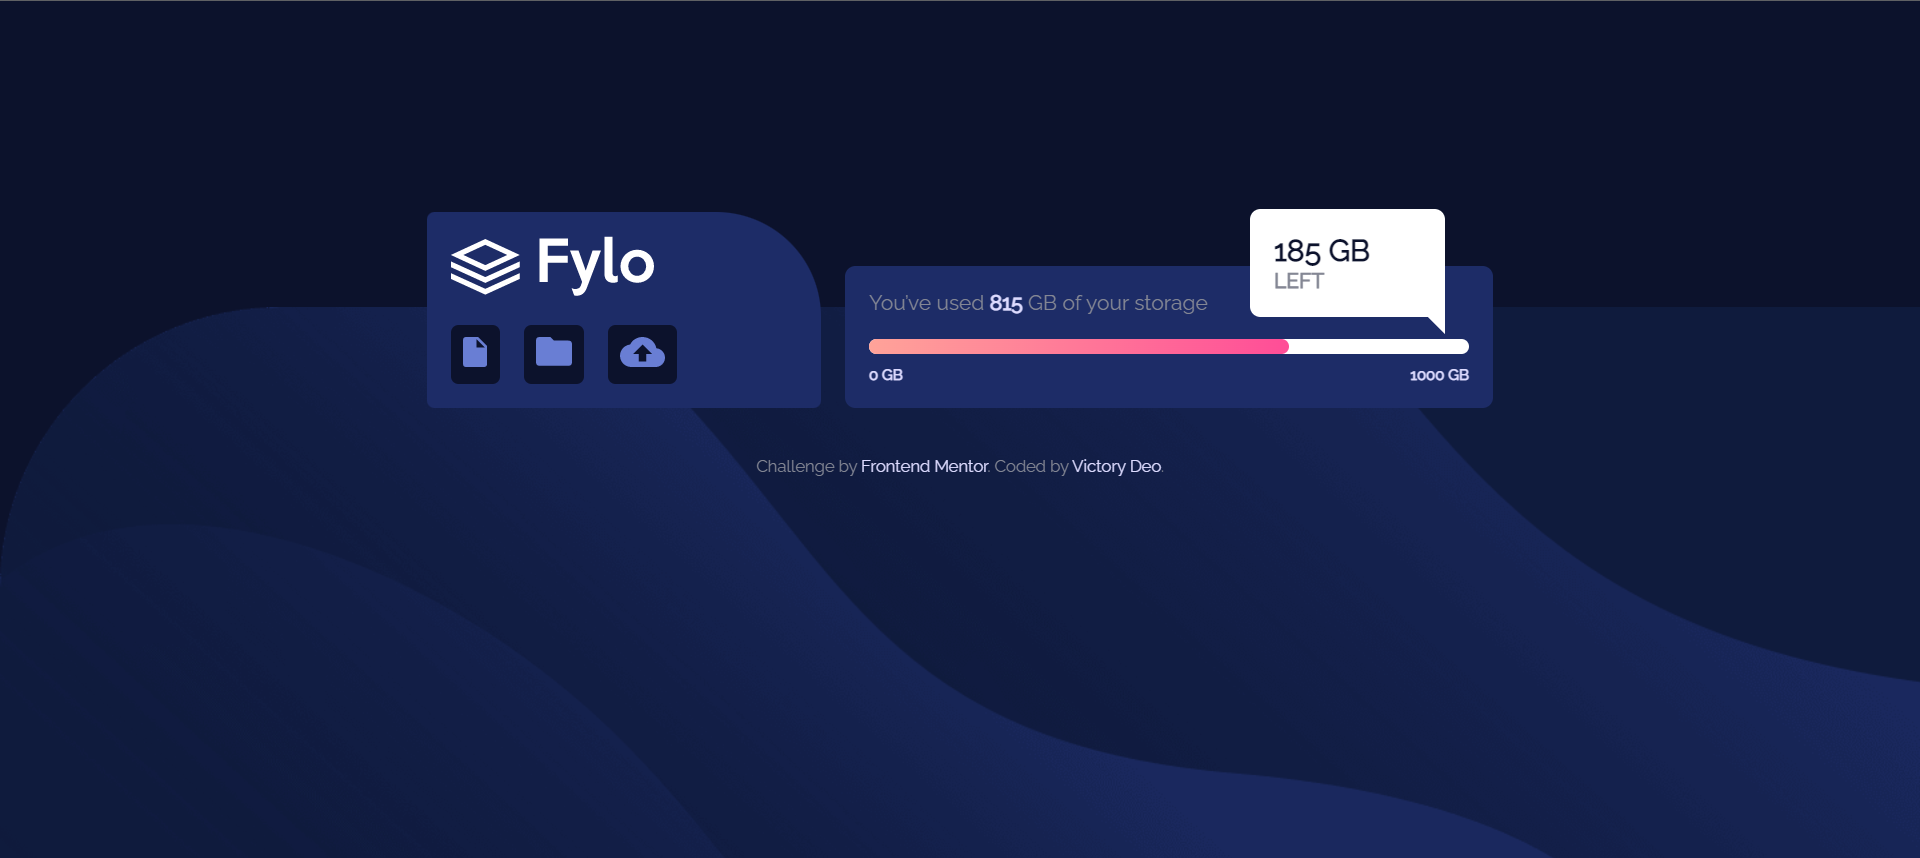 Fylo
185 GB
LEFT
You've used 815 GB of your storage
0 GB
1000 GB
Challenge by Frontend Mentor. Coded by Victory Deo.